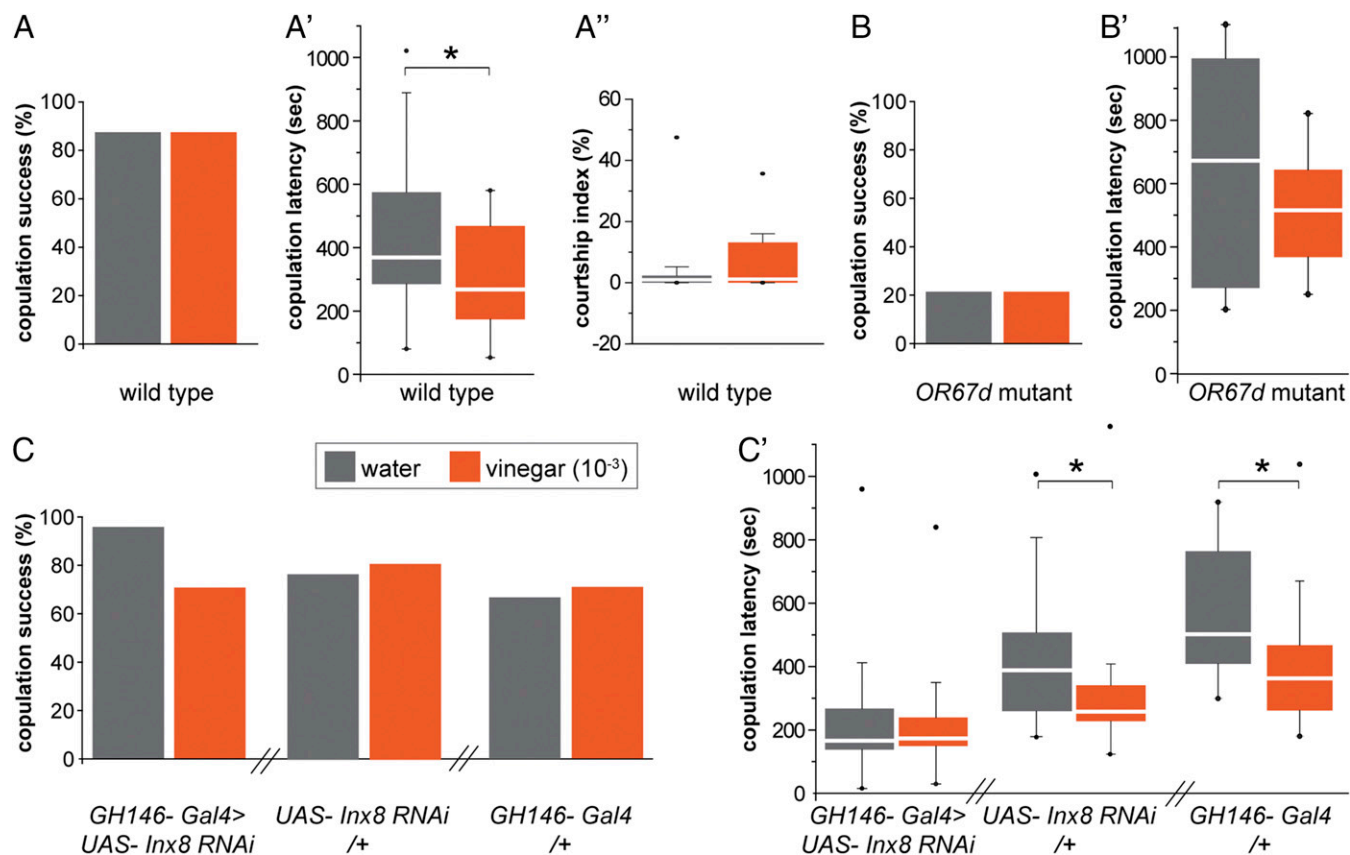 A
copulation success (%)
100
80
60
40
20
0
wild type
A'
copulation latency (sec)
1000
800
600
400
200
0
*
wild type
A''
courtship index (%)
60
40
20
0
-20
wild type
B
copulation success (%)
100
80
60
40
20
0
OR67d mutant
B'
copulation latency (sec)
1000
800
600
400
200
0
OR67d mutant
C
water
vinegar (10⁻³)
copulation success (%)
100
80
60
40
20
0
GH146- Gal4>
UAS- Inx8 RNAi
UAS- Inx8 RNAi
/+
GH146- Gal4
/+
C'
copulation latency (sec)
1000
800
600
400
200
0
*
*
GH146- Gal4>
UAS- Inx8 RNAi
UAS- Inx8 RNAi
/+
GH146- Gal4
/+